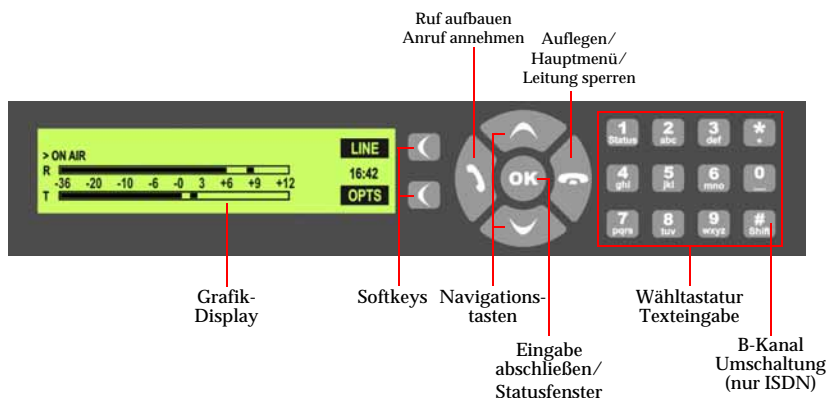 Ruf aufbauen
Anruf annehmen
Auflegen/
Hauptmenü/
Leitung sperren
> ON AIR
LINE
R
16:42
-36 -20 -10 -6 -0 3 +6 +9 +12
T
OPTS
OK
1 Status
2 abc
3 def
*
4 ghi
5 jkl
6 mno
0
7 pqrs
8 tuv
9 wxyz
# Shift
Grafik-
Display
Softkeys
Navigations-
tasten
Wähltastatur
Texteingabe
Eingabe
abschließen/
Statusfenster
B-Kanal
Umschaltung
(nur ISDN)